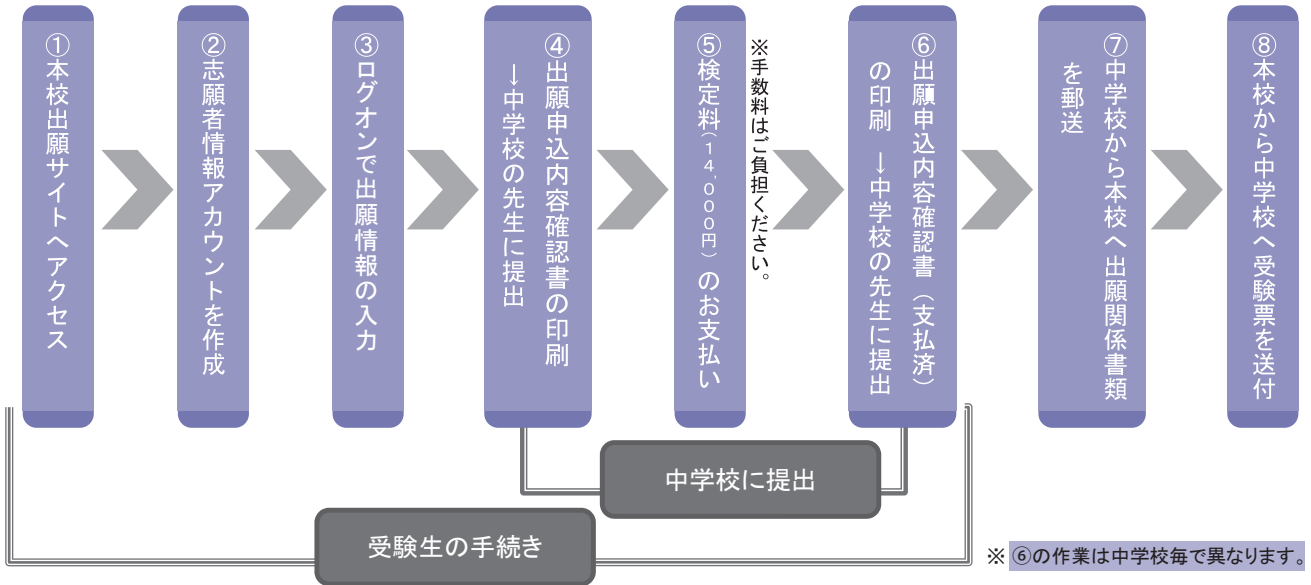 ①本校出願サイトへアクセス
②志願者情報アカウントを作成
③ログオンで出願情報の入力
④出願申込内容確認書の印刷
→中学校の先生に提出
⑤検定料(14,000円)のお支払い
※手数料はご負担ください。
⑥出願申込内容確認書(支払済)
の印刷 →中学校の先生に提出
⑦中学校から本校へ出願関係書類
を郵送
⑧本校から中学校へ受験票を送付
中学校に提出
受験生の手続き
※ ⑥の作業は中学校毎で異なります。